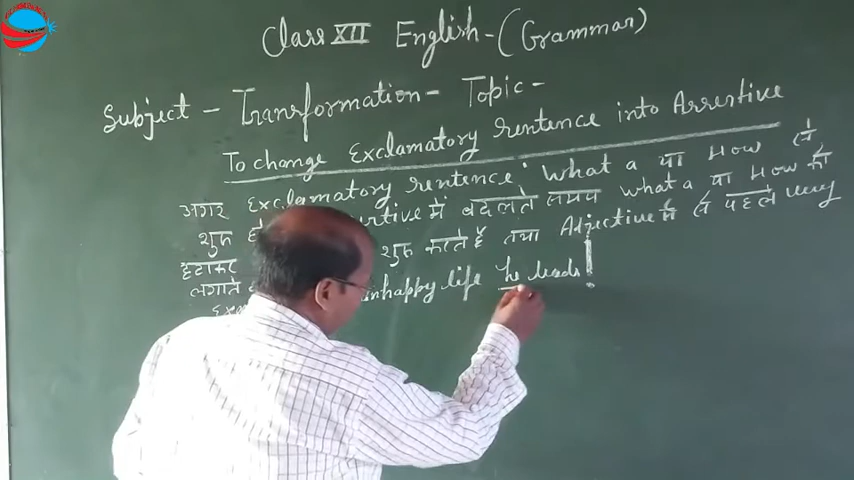 Class XII English - (Grammar)
Subject - Transformation - Topic -
To change Exclamatory sentence into Assertive
अगर Exclamatory sentence what a या How से
शुरु में बदलते समय what a या How को
हटाकर शुरु करते हैं तथा Adjective के से पहले very
लगाते unhappy life he leads!